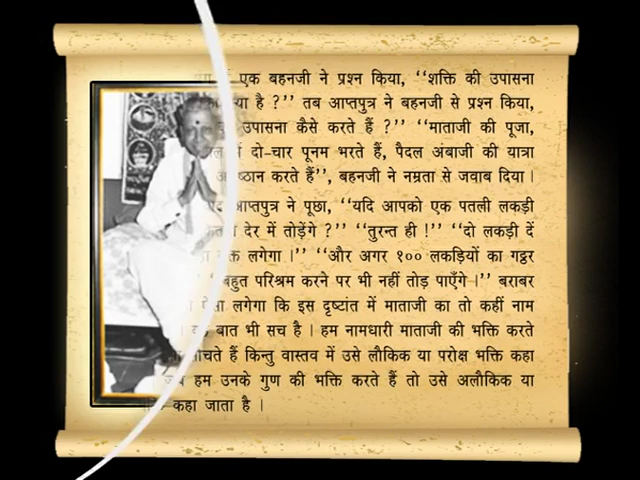 एक बहनजी ने प्रश्न किया, ‘‘शक्ति की उपासना
है ?’’ तब आप्तपुत्र ने बहनजी से प्रश्न किया,
उपासना कैसे करते हैं ?’’ ‘‘माताजी की पूजा,
दो-चार पूनम भरते हैं, पैदल अंबाजी की यात्रा
करते हैं’’, बहनजी ने नम्रता से जवाब दिया ।
आप्तपुत्र ने पूछा, ‘‘यदि आपको एक पतली लकड़ी
देर में तोड़ेंगे ?’’ ‘‘तुरन्त ही !’’ ‘‘दो लकड़ी दें
लगेगा ।’’ ‘‘और अगर १०० लकड़ियों का गट्ठर
बहुत परिश्रम करने पर भी नहीं तोड़ पाएँगे ।’’ बराबर
लगेगा कि इस दृष्टांत में माताजी का तो कहीं नाम
बात भी सच है । हम नामधारी माताजी की भक्ति करते
हैं किन्तु वास्तव में उसे लौकिक या परोक्ष भक्ति कहा
हम उनके गुण की भक्ति करते हैं तो उसे अलौकिक या
कहा जाता है ।